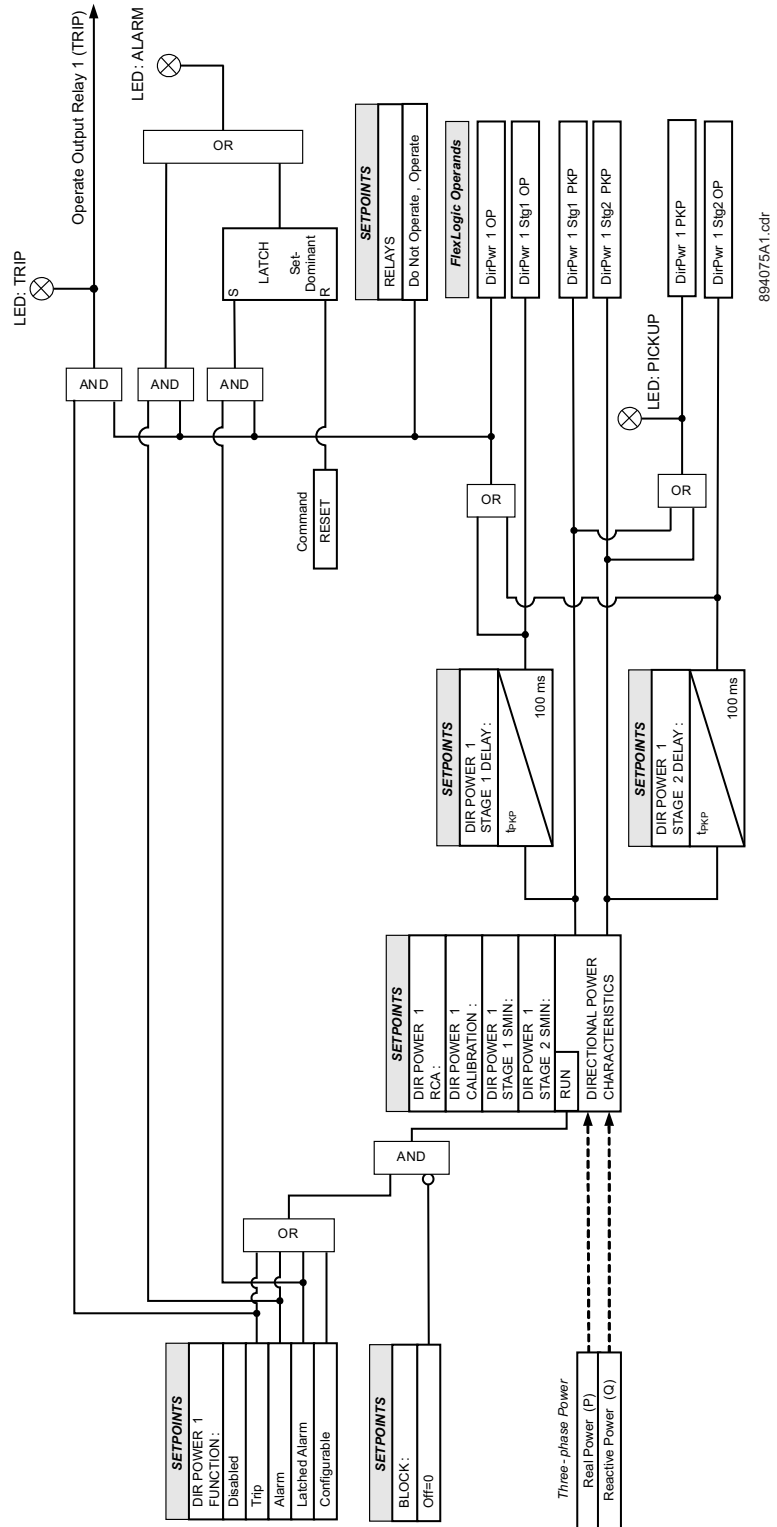 SETPOINTS
DIR POWER 1
FUNCTION:
Disabled
Trip
Alarm
Latched Alarm
Configurable
SETPOINTS
BLOCK:
Off=0
Three-phase Power
Real Power (P)
Reactive Power (Q)
OR
AND
SETPOINTS
DIR POWER 1
RCA:
DIR POWER 1
CALIBRATION:
DIR POWER 1
STAGE 1 SMIN:
DIR POWER 1
STAGE 2 SMIN:
RUN
DIRECTIONAL POWER
CHARACTERISTICS
SETPOINTS
DIR POWER 1
STAGE 1 DELAY:
tPKP
100 ms
SETPOINTS
DIR POWER 1
STAGE 2 DELAY:
tPKP
100 ms
OR
OR
LED: PICKUP
Command
RESET
AND
AND
AND
LED: TRIP
Operate Output Relay 1 (TRIP)
S
LATCH
Set-
Dominant
R
OR
LED: ALARM
SETPOINTS
RELAYS
Do Not Operate, Operate
FlexLogic Operands
DirPwr 1 OP
DirPwr 1 Stg1 OP
DirPwr 1 Stg1 PKP
DirPwr 1 Stg2 PKP
DirPwr 1 PKP
DirPwr 1 Stg2 OP
894075A1.cdr